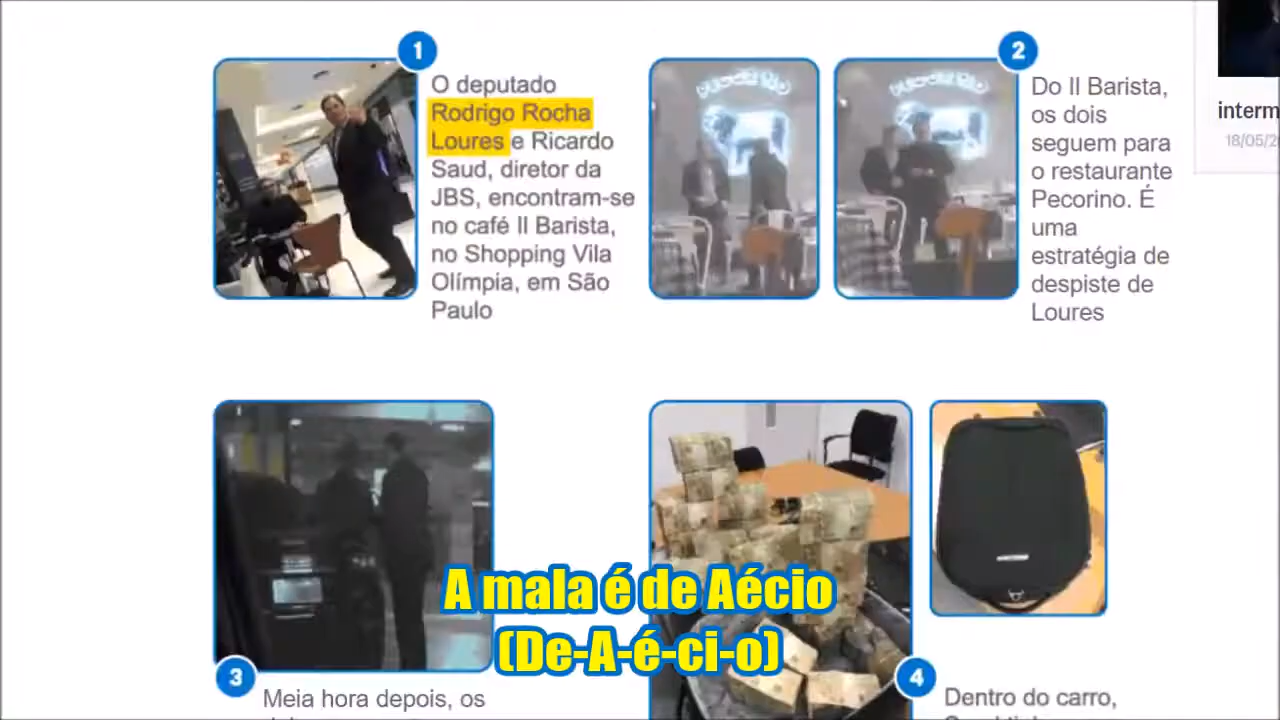 1
O deputado
Rodrigo Rocha
Loures e Ricardo
Saud, diretor da
JBS, encontram-se
no café Il Barista,
no Shopping Vila
Olímpia, em São
Paulo
2
Do Il Barista,
os dois
seguem para
o restaurante
Pecorino. É
uma
estratégia de
despiste de
Loures
interm
18/05/2
A mala é de Aécio
(De-A-é-ci-o)
3
Meia hora depois, os
4
Dentro do carro,